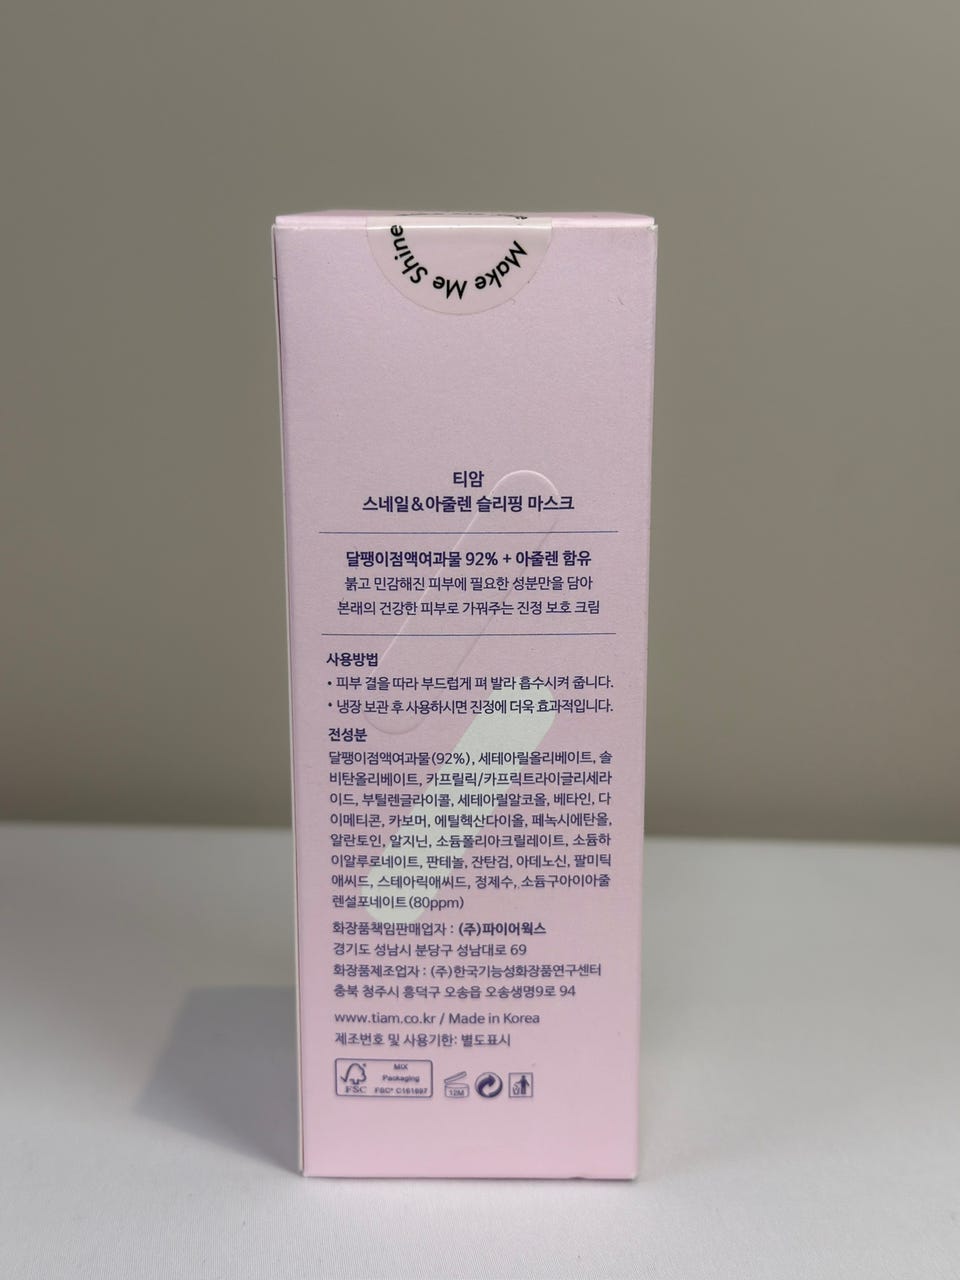 Make Me Shine
티암
스네일&아줄렌 슬리핑 마스크
달팽이점액여과물 92% + 아줄렌 함유
붉고 민감해진 피부에 필요한 성분만을 담아
본래의 건강한 피부로 가꿔주는 진정 보호 크림
사용방법
• 피부 결을 따라 부드럽게 펴 발라 흡수시켜 줍니다.
• 냉장 보관 후 사용하시면 진정에 더욱 효과적입니다.
전성분
달팽이점액여과물(92%), 세테아릴올리베이트, 솔
비탄올리베이트, 카프릴릭/카프릭트라이글리세라
이드, 부틸렌글라이콜, 세테아릴알코올, 베타인, 다
이메티콘, 카보머, 에틸헥산다이올, 페녹시에탄올,
알란토인, 알지닌, 소듐폴리아크릴레이트, 소듐하
이알루로네이트, 판테놀, 잔탄검, 아데노신, 팔미틱
애씨드, 스테아릭애씨드, 정제수, 소듐구아이아줄
렌설포네이트(80ppm)
화장품책임판매업자 : (주)파이어웍스
경기도 성남시 분당구 성남대로 69
화장품제조업자 : (주)한국기능성화장품연구센터
충북 청주시 흥덕구 오송읍 오송생명9로 94
www.tiam.co.kr / Made in Korea
제조번호 및 사용기한: 별도표시
FSC
MIX
Packaging
FSC® C161697
12M